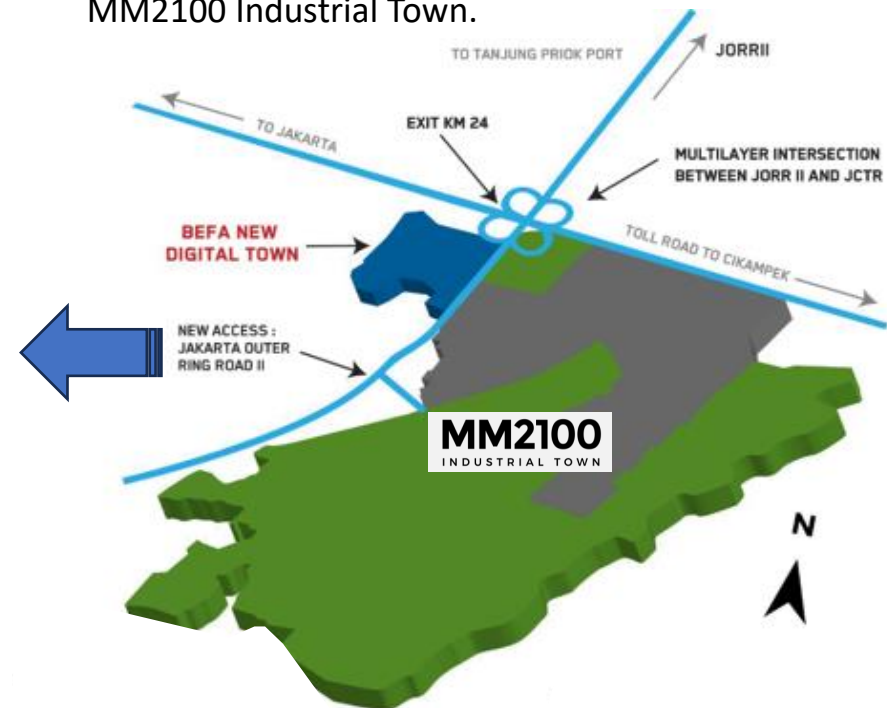 MM2100 Industrial Town.
TO TANJUNG PRIOK PORT
JORRII
TO JAKARTA
EXIT KM 24
MULTILAYER INTERSECTION
BETWEEN JORR II AND JCTR
BEFA NEW
DIGITAL TOWN
TOLL ROAD TO CIKAMPEK
NEW ACCESS :
JAKARTA OUTER
RING ROAD II
MM2100
INDUSTRIAL TOWN
N